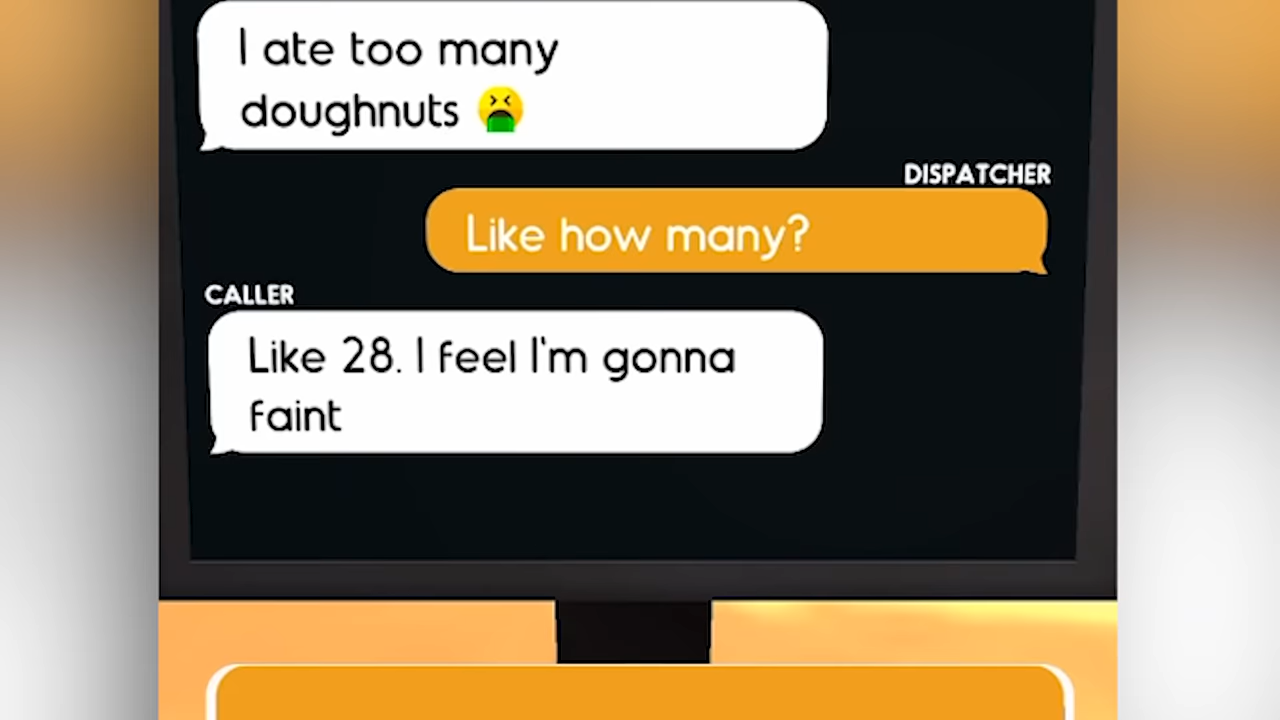 I ate too many
doughnuts 🤮
DISPATCHER
Like how many?
CALLER
Like 28. I feel I'm gonna
faint